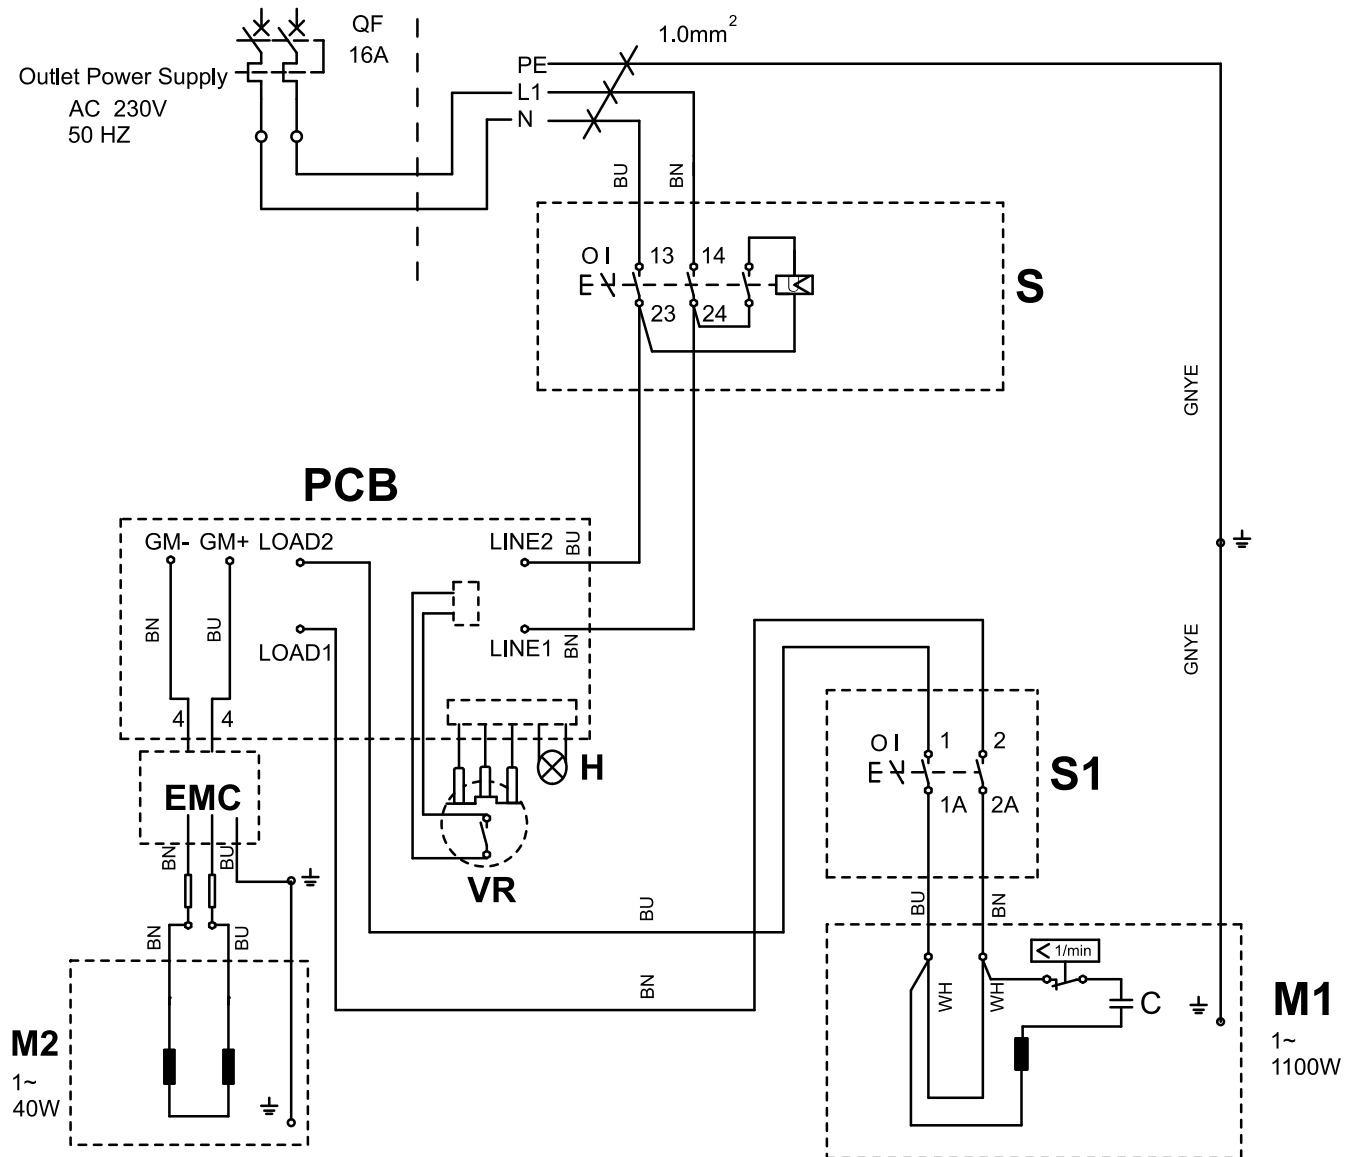 QF
16A
1.0mm²
Outlet Power Supply
AC 230V
50 HZ
PE
L1
N
BU
BN
O I
13
14
23
24
U<
S
GNYE
PCB
GM-
GM+
LOAD2
LINE2
BU
BN
BU
LOAD1
LINE1
BN
GNYE
4
4
H
EMC
O I
1
2
1A
2A
S1
BN
BU
VR
BU
BN
BU
BN
BU
BN
< 1/min
WH
WH
C
M1
1~
1100W
M2
1~
40W